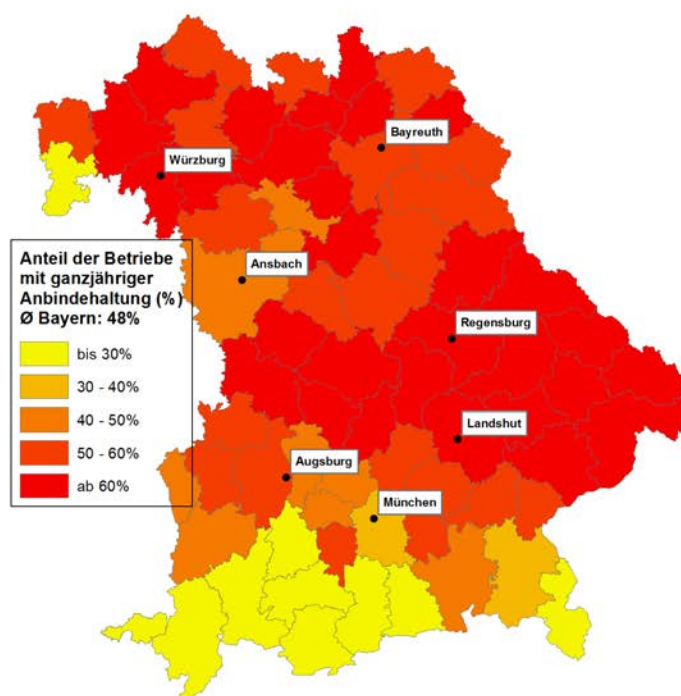 Bayreuth
Würzburg
Anteil der Betriebe
mit ganzjähriger
Anbindehaltung (%)
Ø Bayern: 48%
bis 30%
30 - 40%
40 - 50%
50 - 60%
ab 60%
Ansbach
Regensburg
Landshut
Augsburg
München